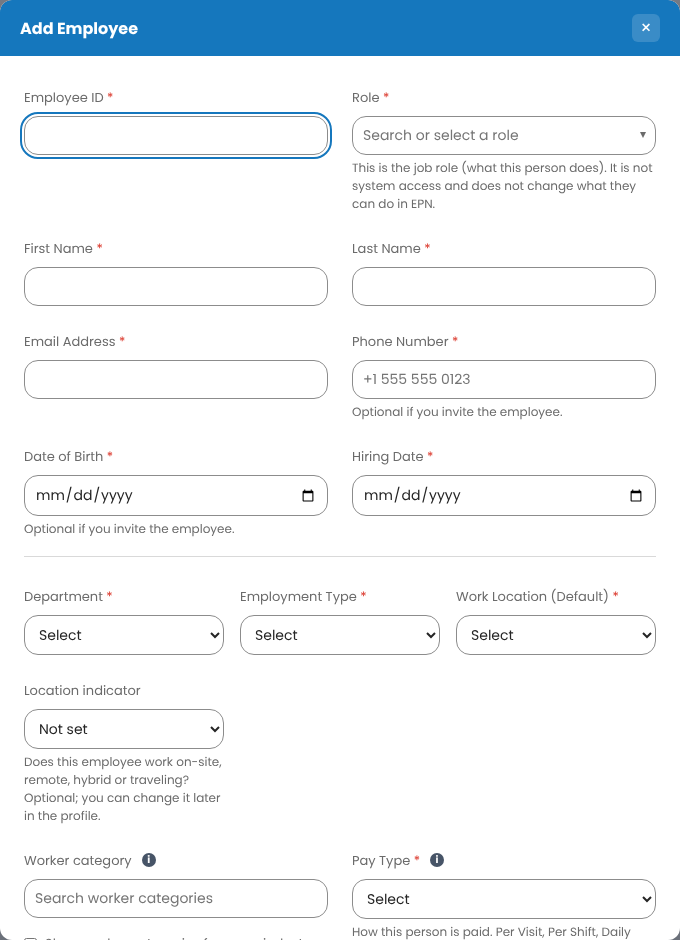 Add Employee
×
Employee ID *
Role *
Search or select a role
This is the job role (what this person does). It is not
system access and does not change what they
can do in EPN.
First Name *
Last Name *
Email Address *
Phone Number *
+1 555 555 0123
Optional if you invite the employee.
Date of Birth *
Hiring Date *
mm/dd/yyyy
mm/dd/yyyy
Optional if you invite the employee.
Department *
Employment Type *
Work Location (Default) *
Select
Select
Select
Location indicator
Not set
Does this employee work on-site,
remote, hybrid or traveling?
Optional; you can change it later
in the profile.
Worker category i
Pay Type * i
Search worker categories
Select
How this person is paid. Per Visit, Per Shift, Daily